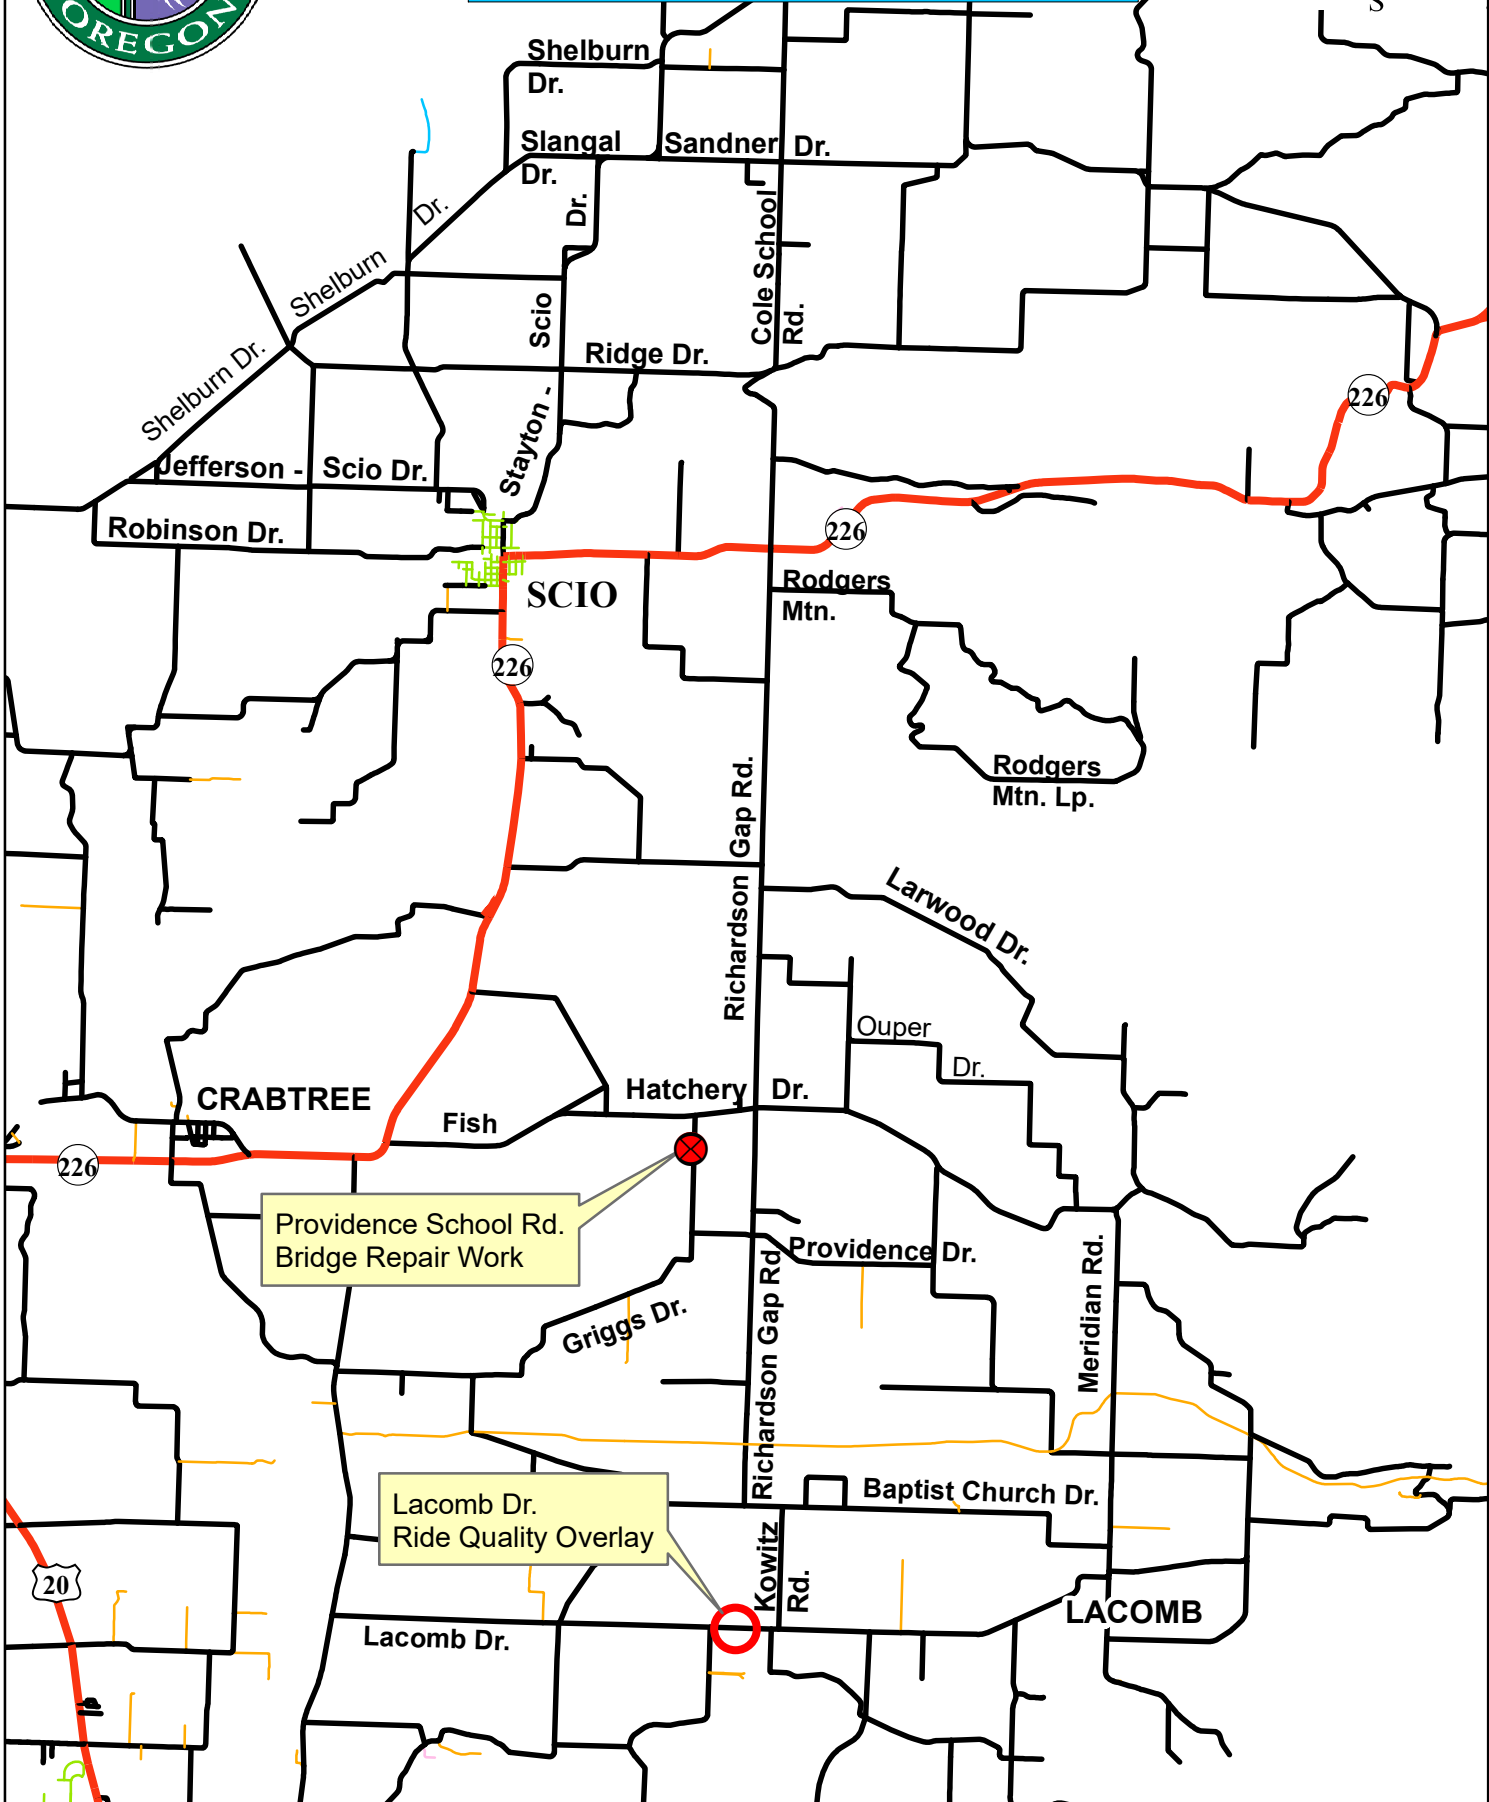 OREGON
S
Shelburn
Dr.
Slangal
Dr.
Sandner Dr.
Dr.
Shelburn
Dr.
Cole School
Rd.
Scio
Stayton -
Ridge Dr.
Shelburn Dr.
226
Jefferson - Scio Dr.
Robinson Dr.
226
SCIO
Rodgers
Mtn.
226
Rodgers
Mtn. Lp.
Richardson Gap Rd.
Larwood Dr.
Ouper
Dr.
CRABTREE
Fish Hatchery Dr.
226
Providence School Rd.
Bridge Repair Work
Providence Dr.
Griggs Dr.
Richardson Gap Rd
Meridian Rd.
Baptist Church Dr.
Lacomb Dr.
Ride Quality Overlay
Kowitz
Rd.
20
LACOMB
Lacomb Dr.